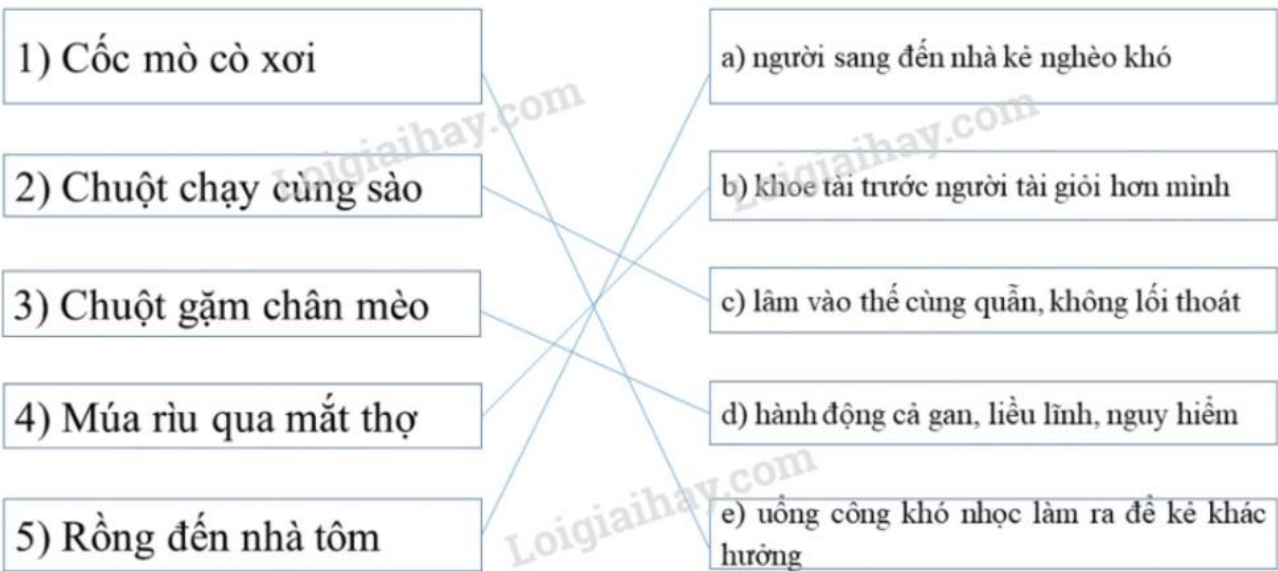 1) Cốc mò cò xơi
2) Chuột chạy cùng sào
3) Chuột gặm chân mèo
4) Múa rìu qua mắt thợ
5) Rồng đến nhà tôm
a) người sang đến nhà kẻ nghèo khó
b) khoe tài trước người tài giỏi hơn mình
c) lâm vào thế cùng quẫn, không lối thoát
d) hành động cả gan, liều lĩnh, nguy hiểm
e) uổng công khó nhọc làm ra để kẻ khác
hưởng
Loigiaihay.com
Loigiaihay.com
Loigiaihay.com